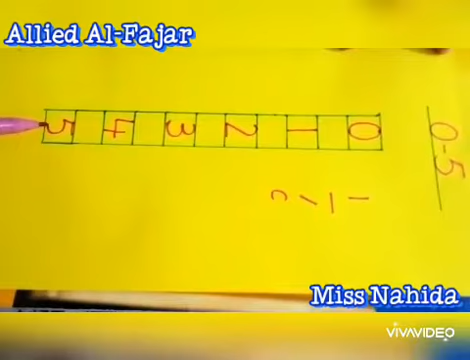 Allied Al-Fajar
0-5
0 1 2 3 4 5
Miss Nahida
VIVAVIDEO